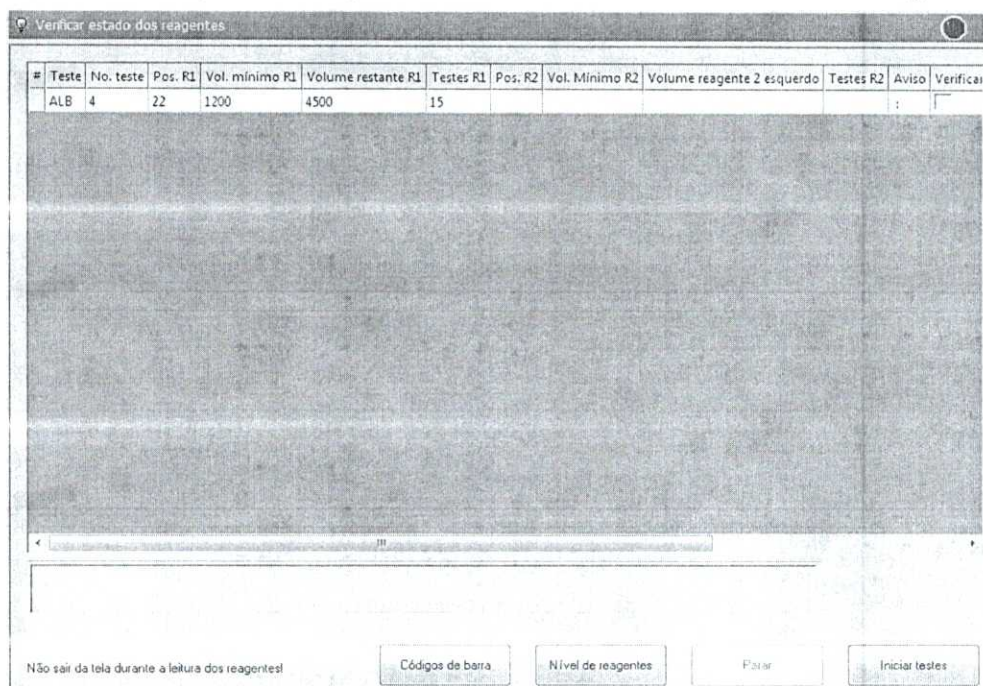 Verificar estado dos reagentes
# Teste No. teste Pos. R1 Vol. mínimo R1 Volume restante R1 Testes R1 Pos. R2 Vol. Mínimo R2 Volume reagente 2 esquerdo Testes R2 Aviso Verificar
ALB 4 22 1200 4500 15 :
Não sair da tela durante a leitura dos reagentes!
Códigos de barra Nível de reagentes Parar Iniciar testes